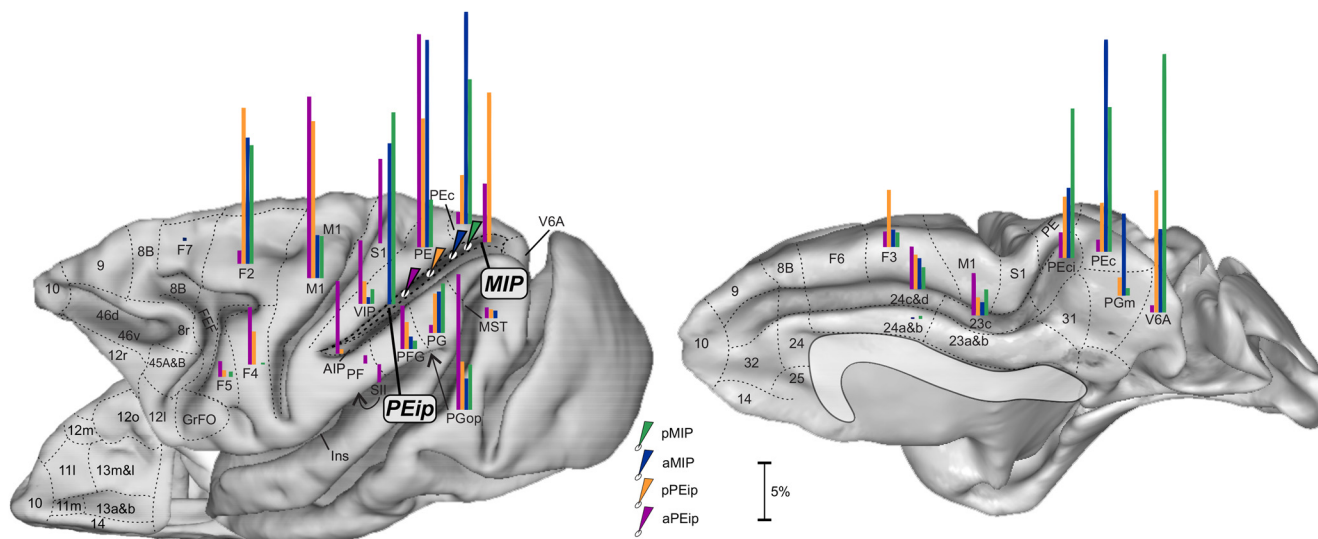 PEc
V6A
M1
S1
PE
F7
8B
9
F2
MIP
10
8B
M1
VIP
46d
FEF
MST
8r
PG
46v
PFG
12r
45A&B
F4
AIP
PF
F5
SII
PEip
PGop
12l
GrFO
12o
12m
Ins
11l
13m&l
10
11m
13a&b
14
pMIP
aMIP
pPEip
aPEip
5%
PE
F3
PEc
M1
F6
PEci
8B
S1
9
PGm
24c&d
V6A
23c
31
24a&b
10
24
23a&b
32
25
14